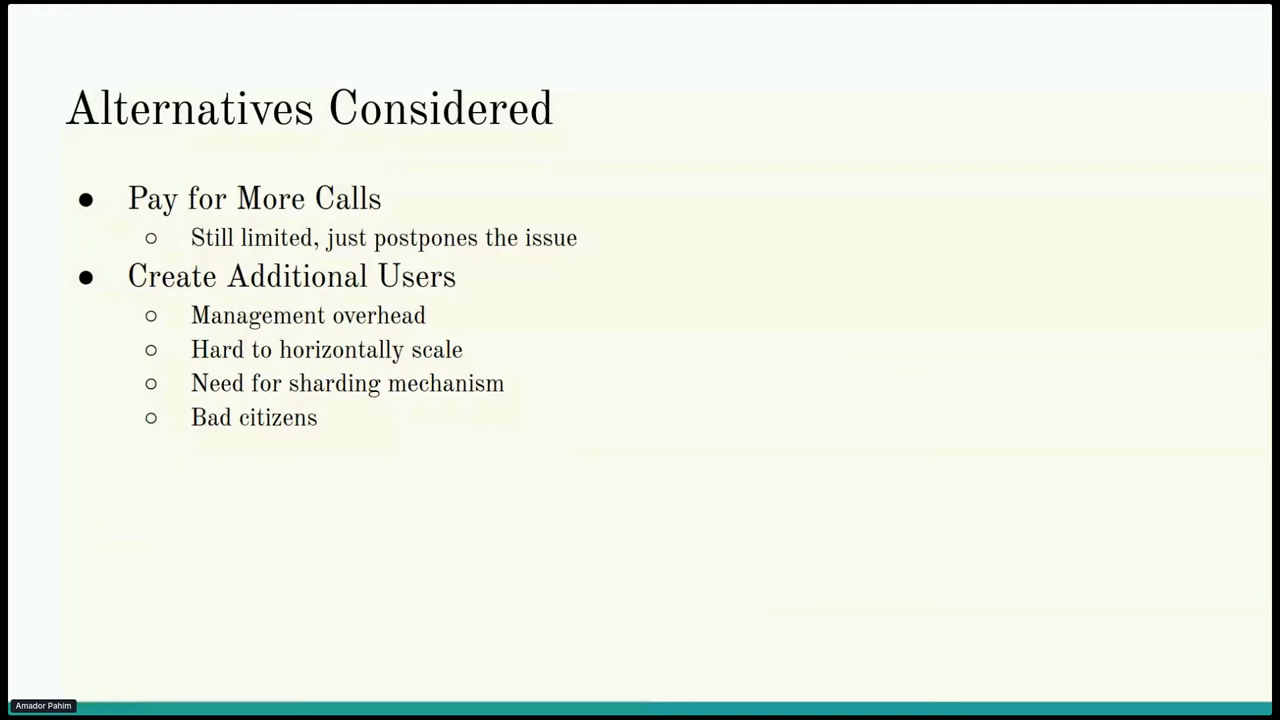 Alternatives Considered
● Pay for More Calls
○ Still limited, just postpones the issue
● Create Additional Users
○ Management overhead
○ Hard to horizontally scale
○ Need for sharding mechanism
○ Bad citizens
Amador Pahim